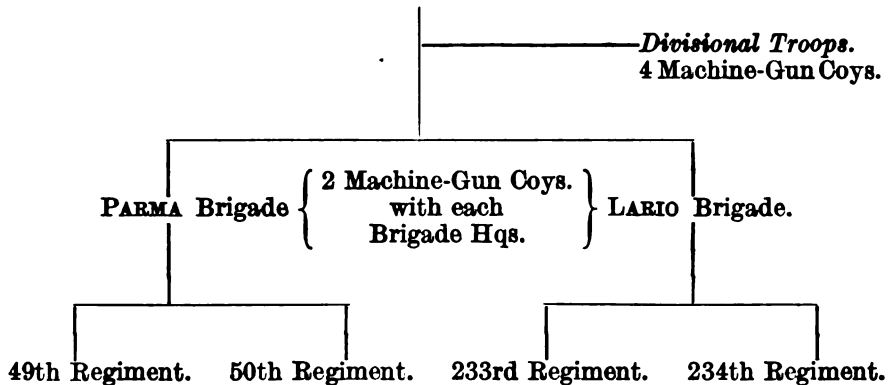 Divisional Troops.
4 Machine-Gun Coys.
PARMA Brigade { 2 Machine-Gun Coys. with each Brigade Hqs. } LARIO Brigade.
49th Regiment. 50th Regiment. 233rd Regiment. 234th Regiment.